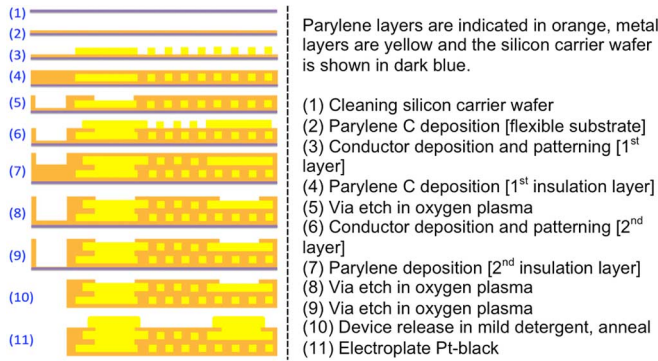 (1)
(2)
(3)
(4)
(5)
(6)
(7)
(8)
(9)
(10)
(11)
Parylene layers are indicated in orange, metal
layers are yellow and the silicon carrier wafer
is shown in dark blue.
(1) Cleaning silicon carrier wafer
(2) Parylene C deposition [flexible substrate]
(3) Conductor deposition and patterning [1st
layer]
(4) Parylene C deposition [1st insulation layer]
(5) Via etch in oxygen plasma
(6) Conductor deposition and patterning [2nd
layer]
(7) Parylene deposition [2nd insulation layer]
(8) Via etch in oxygen plasma
(9) Via etch in oxygen plasma
(10) Device release in mild detergent, anneal
(11) Electroplate Pt-black